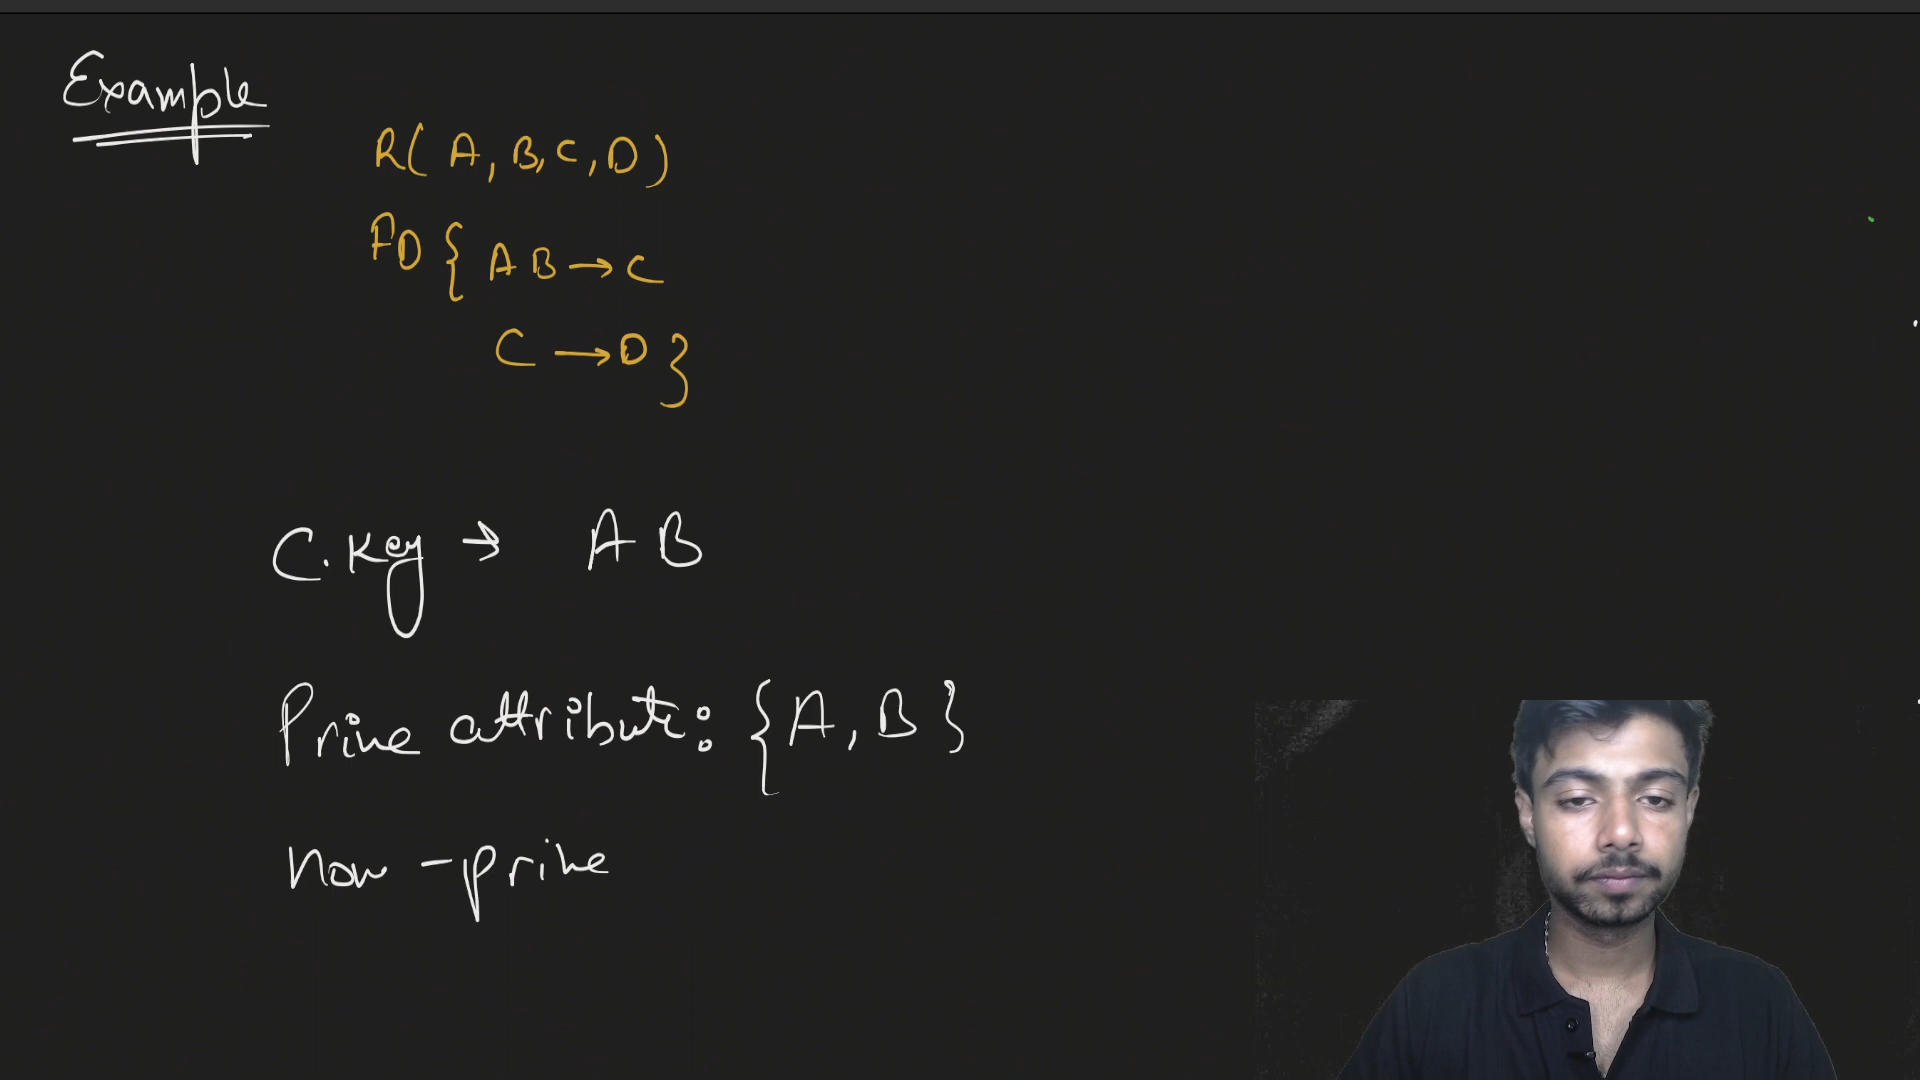 Example
R(A,B,C,D)
FD{AB→C
C→D}
C.Key → AB
Prime attribute: {A,B}
non-prime